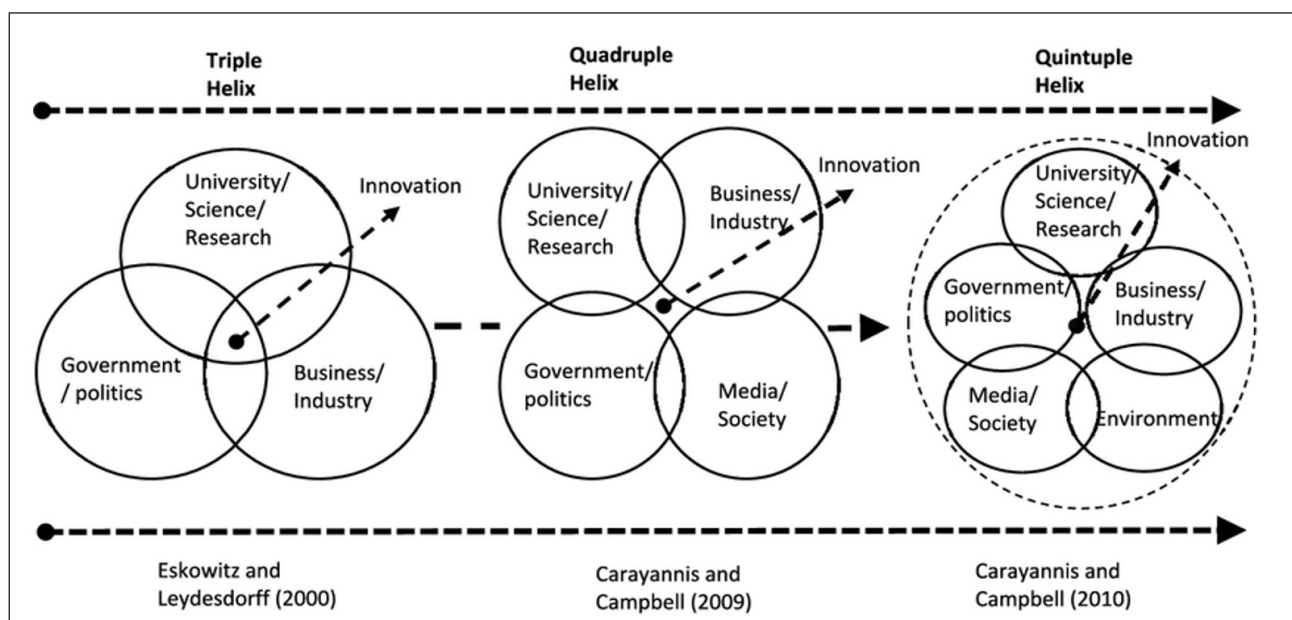 Triple
Helix
Quadruple
Helix
Quintuple
Helix
University/
Science/
Research
Innovation
Government
/ politics
Business/
Industry
University/
Science/
Research
Business/
Industry
Innovation
Government/
politics
Media/
Society
Innovation
University/
Science/
Research
Government/
politics
Business/
Industry
Media/
Society
Environment
Eskowitz and
Leydesdorff (2000)
Carayannis and
Campbell (2009)
Carayannis and
Campbell (2010)